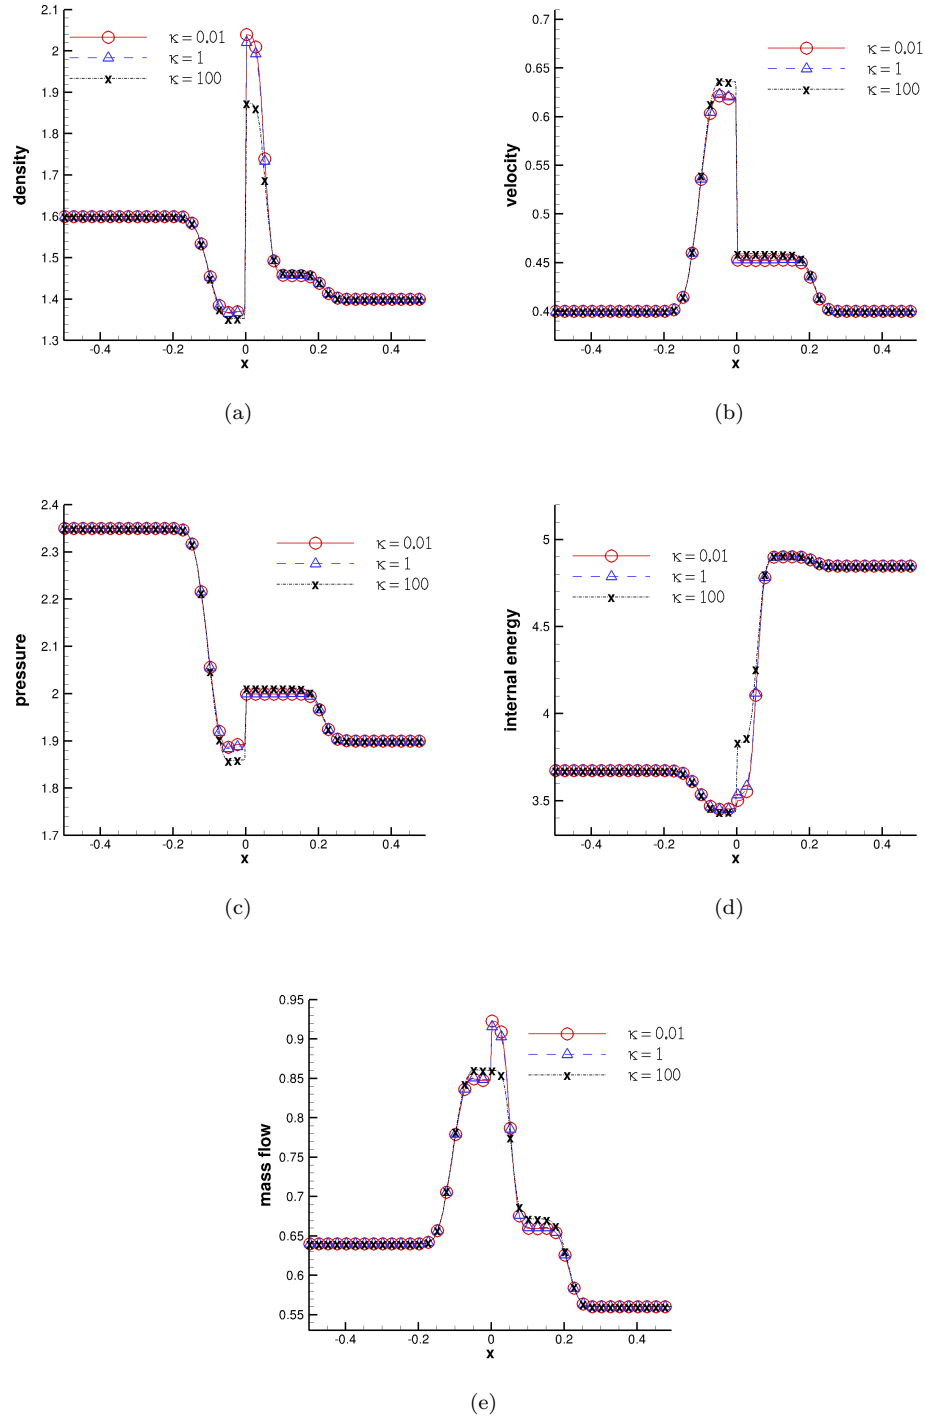 density
2.1
2
1.9
1.8
1.7
1.6
1.5
1.4
1.3
-0.4 -0.2 0 0.2 0.4
x
κ = 0.01
κ = 1
κ = 100
(a)
velocity
0.7
0.65
0.6
0.55
0.5
0.45
0.4
-0.4 -0.2 0 0.2 0.4
x
κ = 0.01
κ = 1
κ = 100
(b)
pressure
2.4
2.3
2.2
2.1
2
1.9
1.8
1.7
-0.4 -0.2 0 0.2 0.4
x
κ = 0.01
κ = 1
κ = 100
(c)
internal energy
5
4.5
4
3.5
-0.4 -0.2 0 0.2 0.4
x
κ = 0.01
κ = 1
κ = 100
(d)
mass flow
0.95
0.9
0.85
0.8
0.75
0.7
0.65
0.6
0.55
-0.4 -0.2 0 0.2 0.4
x
κ = 0.01
κ = 1
κ = 100
(e)